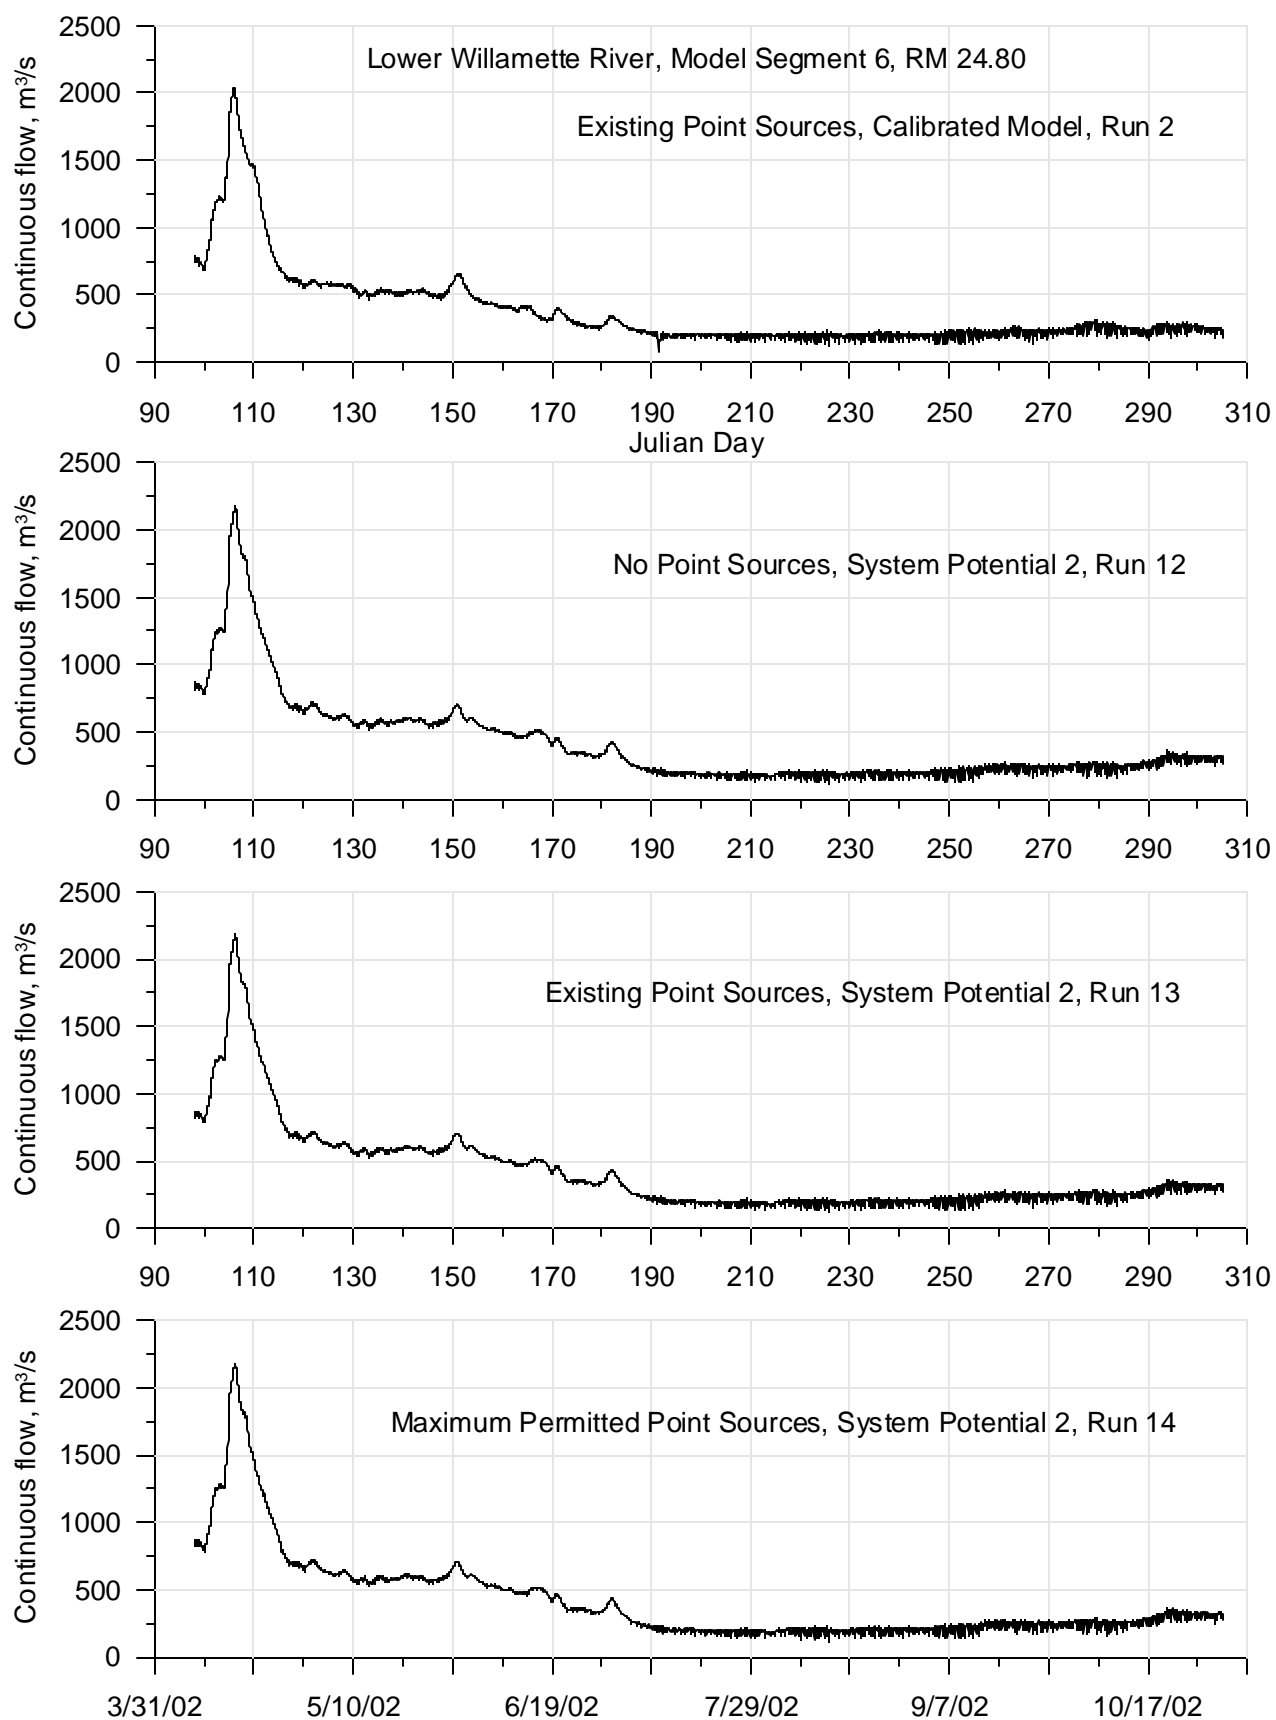 2500
Lower Willamette River, Model Segment 6, RM 24.80
2000
Existing Point Sources, Calibrated Model, Run 2
1500
1000
500
0
Continuous flow, m³/s
90 110 130 150 170 190 210 230 250 270 290 310
Julian Day
2500
2000
No Point Sources, System Potential 2, Run 12
1500
1000
500
0
Continuous flow, m³/s
90 110 130 150 170 190 210 230 250 270 290 310
2500
2000
Existing Point Sources, System Potential 2, Run 13
1500
1000
500
0
Continuous flow, m³/s
90 110 130 150 170 190 210 230 250 270 290 310
2500
2000
Maximum Permitted Point Sources, System Potential 2, Run 14
1500
1000
500
0
Continuous flow, m³/s
3/31/02 5/10/02 6/19/02 7/29/02 9/7/02 10/17/02